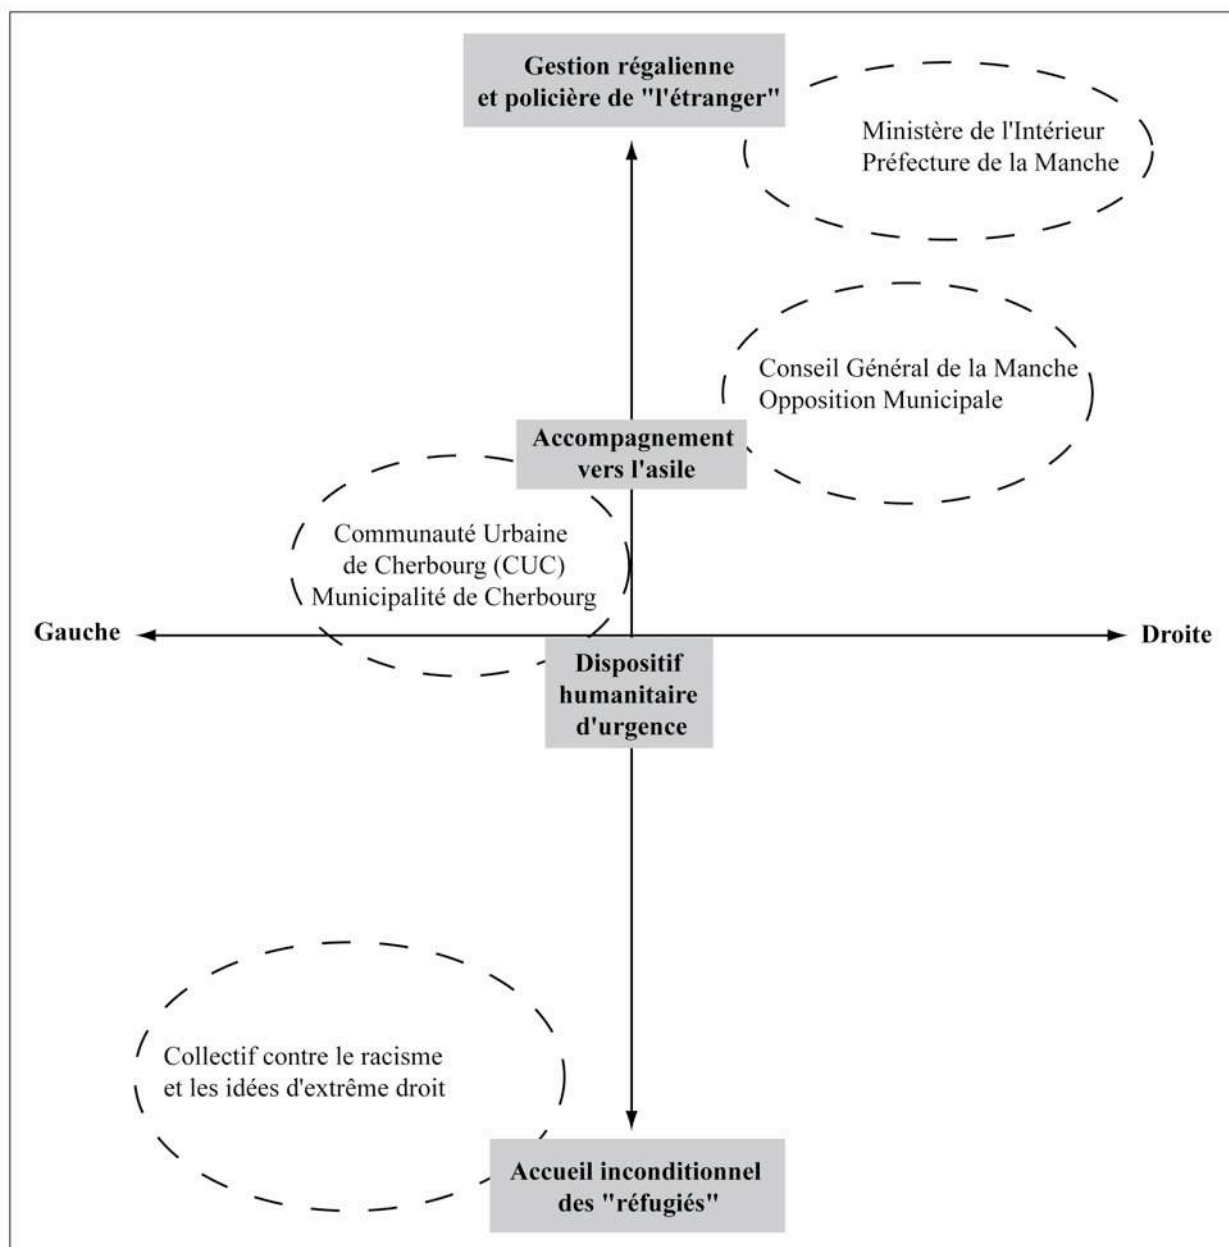 Gestion régalienne
et policière de "l'étranger"
Ministère de l'Intérieur
Préfecture de la Manche
Conseil Général de la Manche
Opposition Municipale
Accompagnement
vers l'asile
Communauté Urbaine
de Cherbourg (CUC)
Municipalité de Cherbourg
Gauche
Droite
Dispositif
humanitaire
d'urgence
Collectif contre le racisme
et les idées d'extrême droit
Accueil inconditionnel
des "réfugiés"